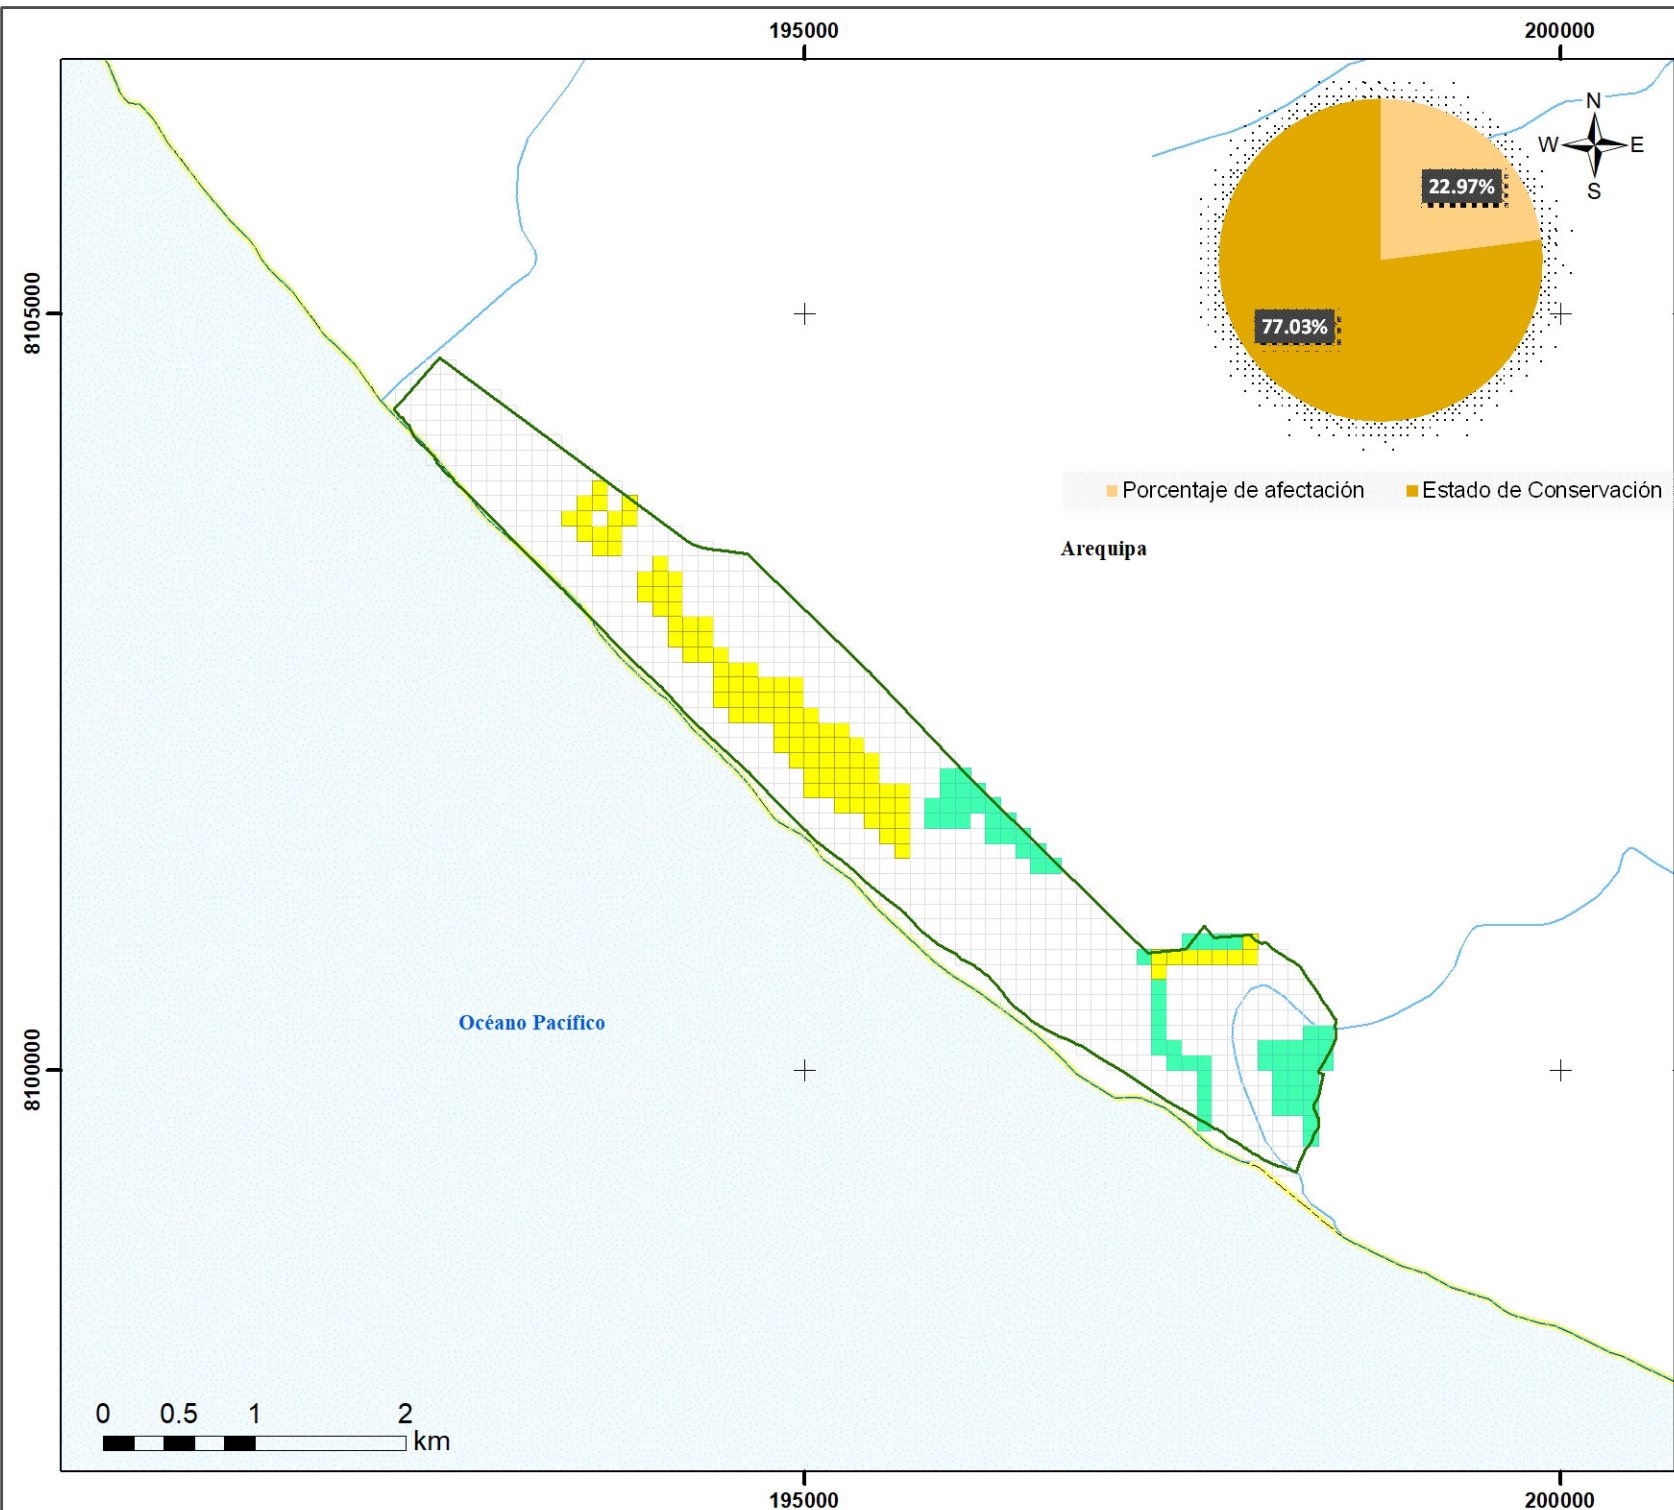 195000
200000
N
W
E
S
22.97%
8105000
77.03%
Porcentaje de afectación
Estado de Conservación
Arequipa
Océano Pacífico
8100000
0
0.5
1
2
km
195000
200000